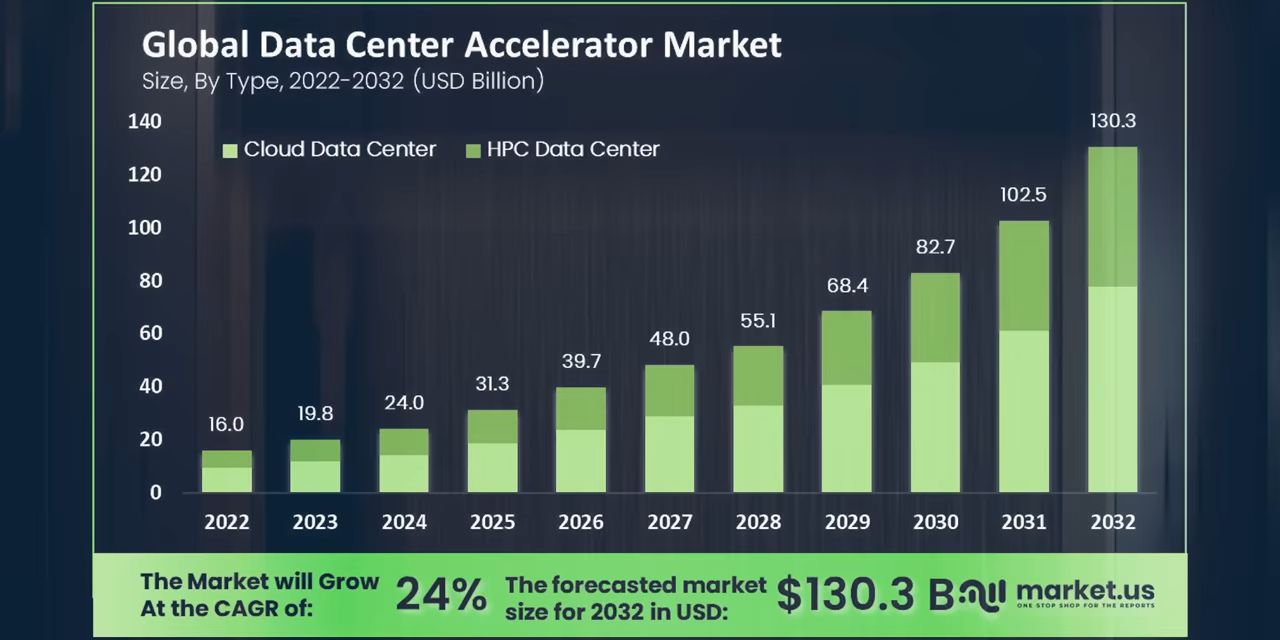 Global Data Center Accelerator Market
Size, By Type, 2022-2032 (USD Billion)
140
120
100
80
60
40
20
0
Cloud Data Center
HPC Data Center
16.0
19.8
24.0
31.3
39.7
48.0
55.1
68.4
82.7
102.5
130.3
2022
2023
2024
2025
2026
2027
2028
2029
2030
2031
2032
The Market will Grow
At the CAGR of:
24%
The forecasted market
size for 2032 in USD:
$130.3 B
market.us
ONE STOP SHOP FOR THE REPORTS